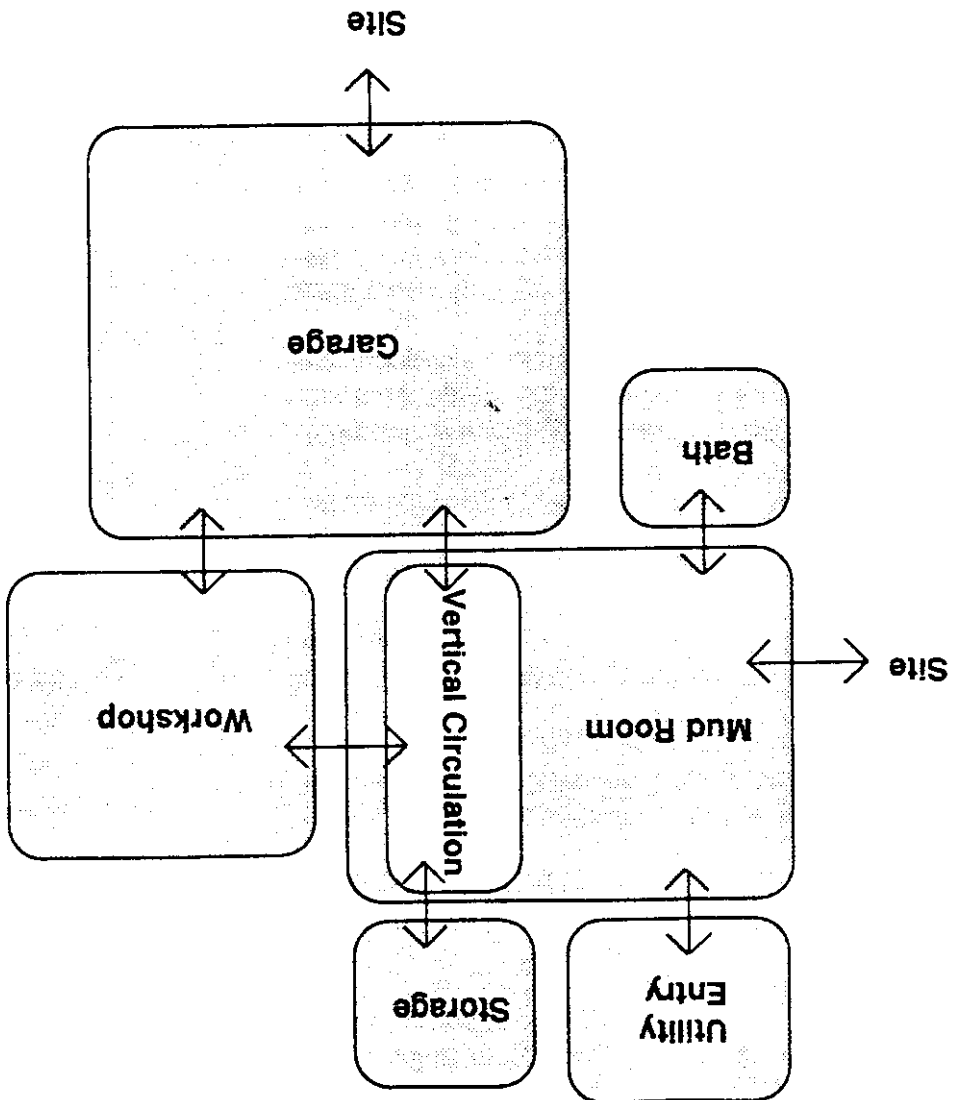 Utility
Entry
Storage
Mud Room
Vertical Circulation
Workshop
Site
Bath
Garage
Site